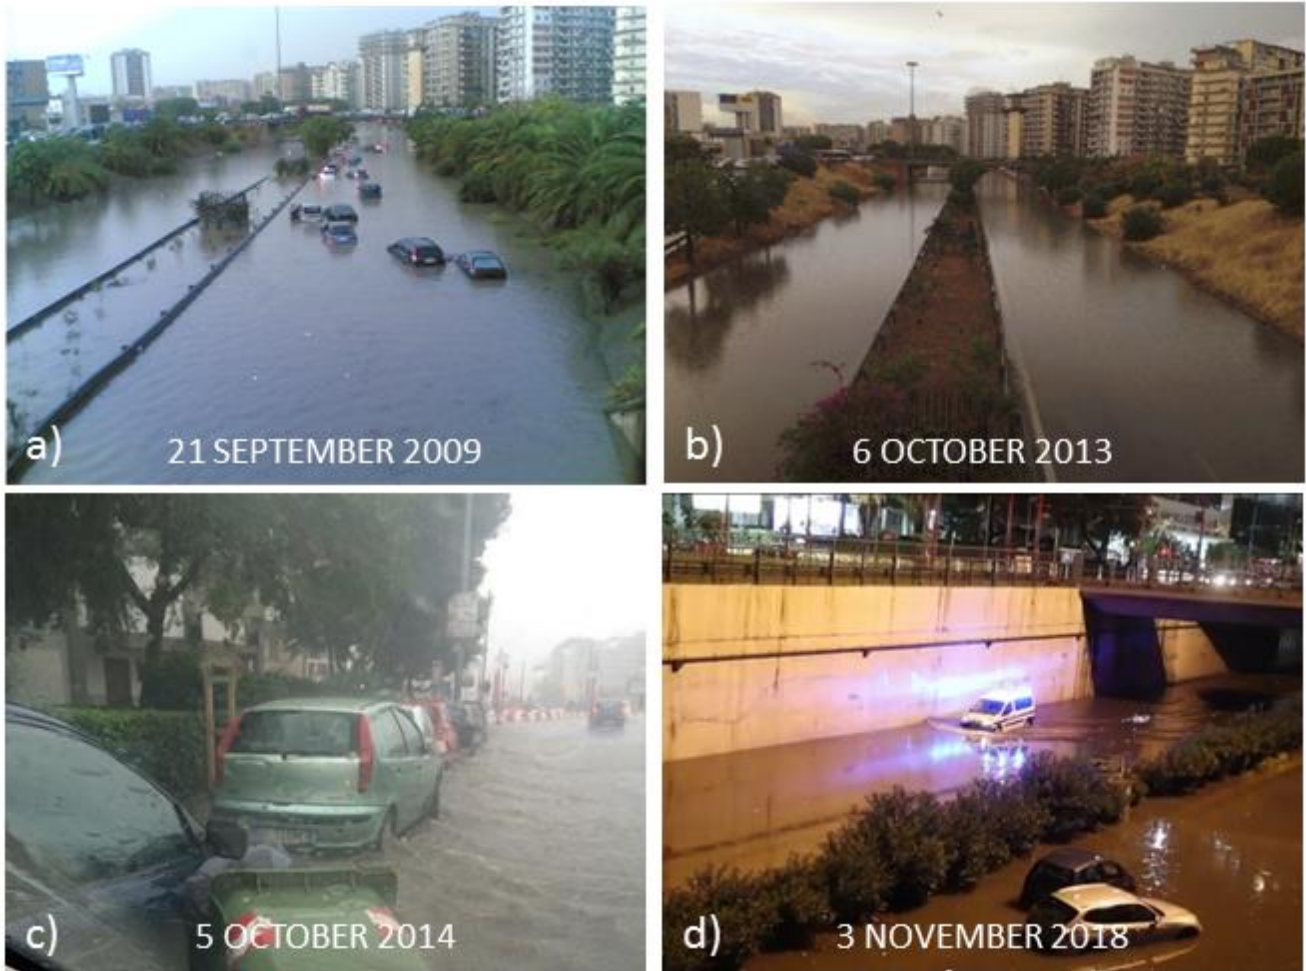 a)
21 SEPTEMBER 2009
b)
6 OCTOBER 2013
c)
5 OCTOBER 2014
d)
3 NOVEMBER 2018